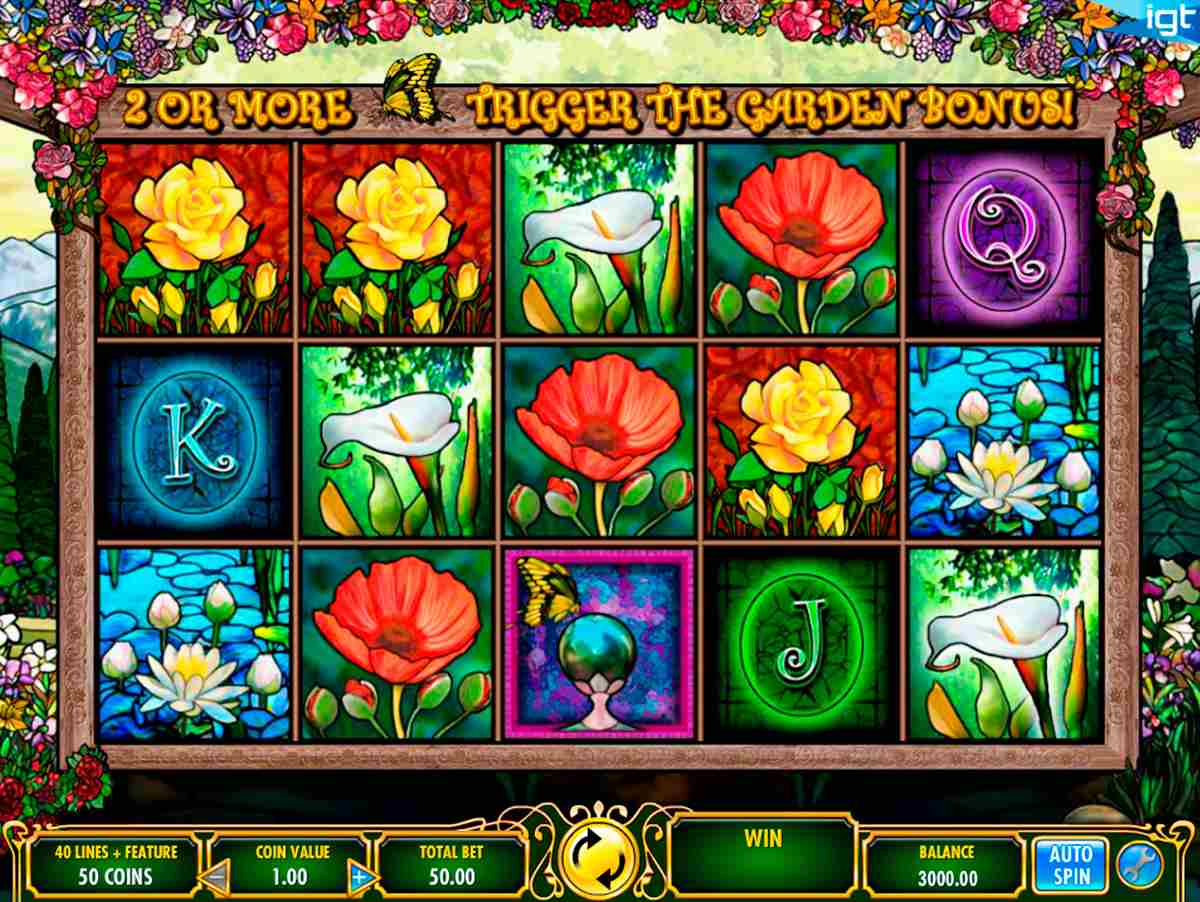 igt
2 OR MORE TRIGGER THE GARDEN BONUS!
Q
K
J
40 LINES + FEATURE
50 COINS
COIN VALUE
- 1.00 +
TOTAL BET
50.00
WIN
BALANCE
3000.00
AUTO
SPIN